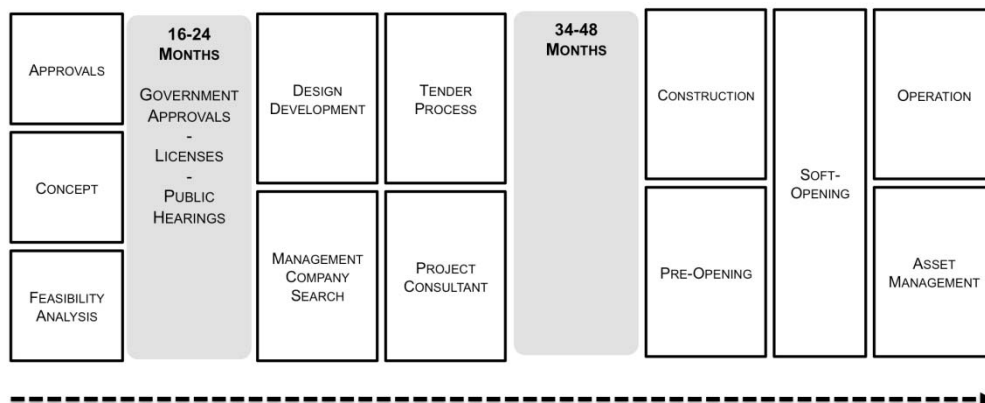 APPROVALS
CONCEPT
FEASIBILITY
ANALYSIS
16-24
MONTHS
GOVERNMENT
APPROVALS
-
LICENSES
-
PUBLIC
HEARINGS
DESIGN
DEVELOPMENT
MANAGEMENT
COMPANY
SEARCH
TENDER
PROCESS
PROJECT
CONSULTANT
34-48
MONTHS
CONSTRUCTION
PRE-OPENING
SOFT-
OPENING
OPERATION
ASSET
MANAGEMENT